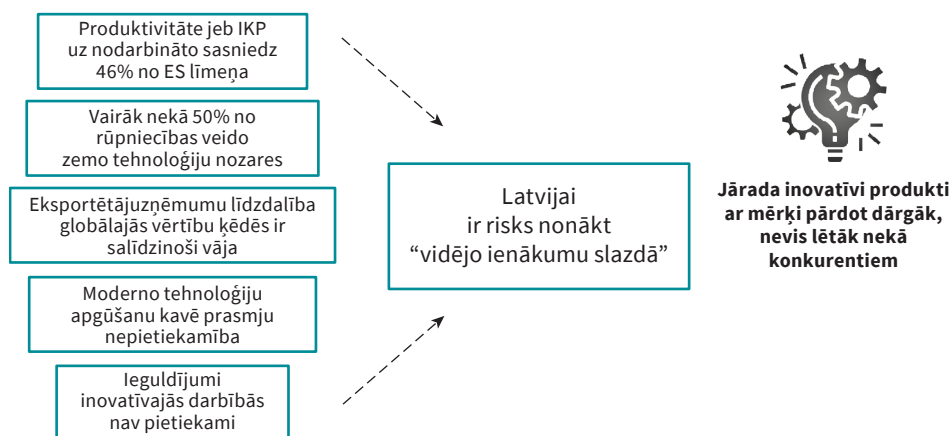 Produktivitāte jeb IKP
uz nodarbināto sasniedz
46% no ES līmeņa
Vairāk nekā 50% no
rūpniecības veido
zemo tehnoloģiju nozares
Eksportētājuzņēmumu līdzdalība
globālajās vērtību ķēdēs ir
salīdzinoši vāja
Moderno tehnoloģiju
apgūšanu kavē prasmju
nepietiekamība
Ieguldījumi
inovatīvajās darbībās
nav pietiekami
Latvijai
ir risks nonākt
“vidējo ienākumu slazdā”
Jārada inovatīvi produkti
ar mērķi pārdot dārgāk,
nevis lētāk nekā
konkurentiem